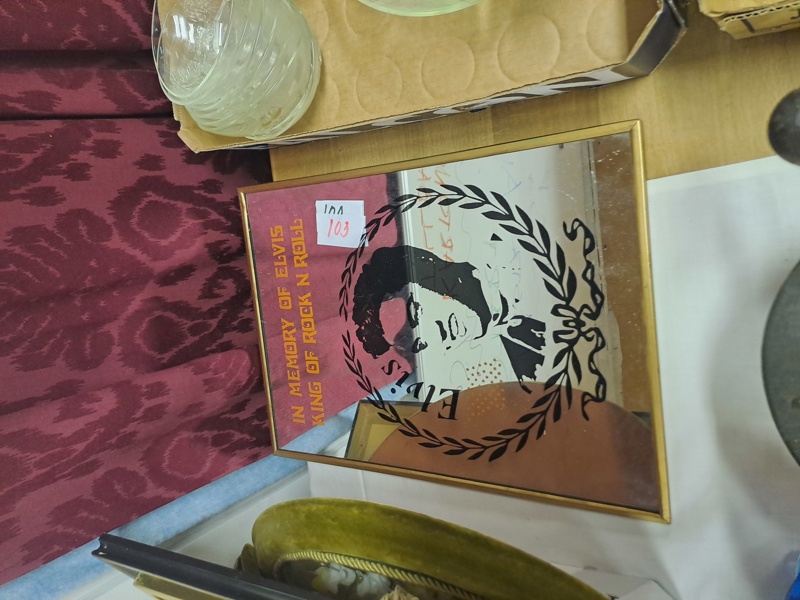 IN MEMORY OF ELVIS
KING OF ROCK N ROLL
103
Elvis